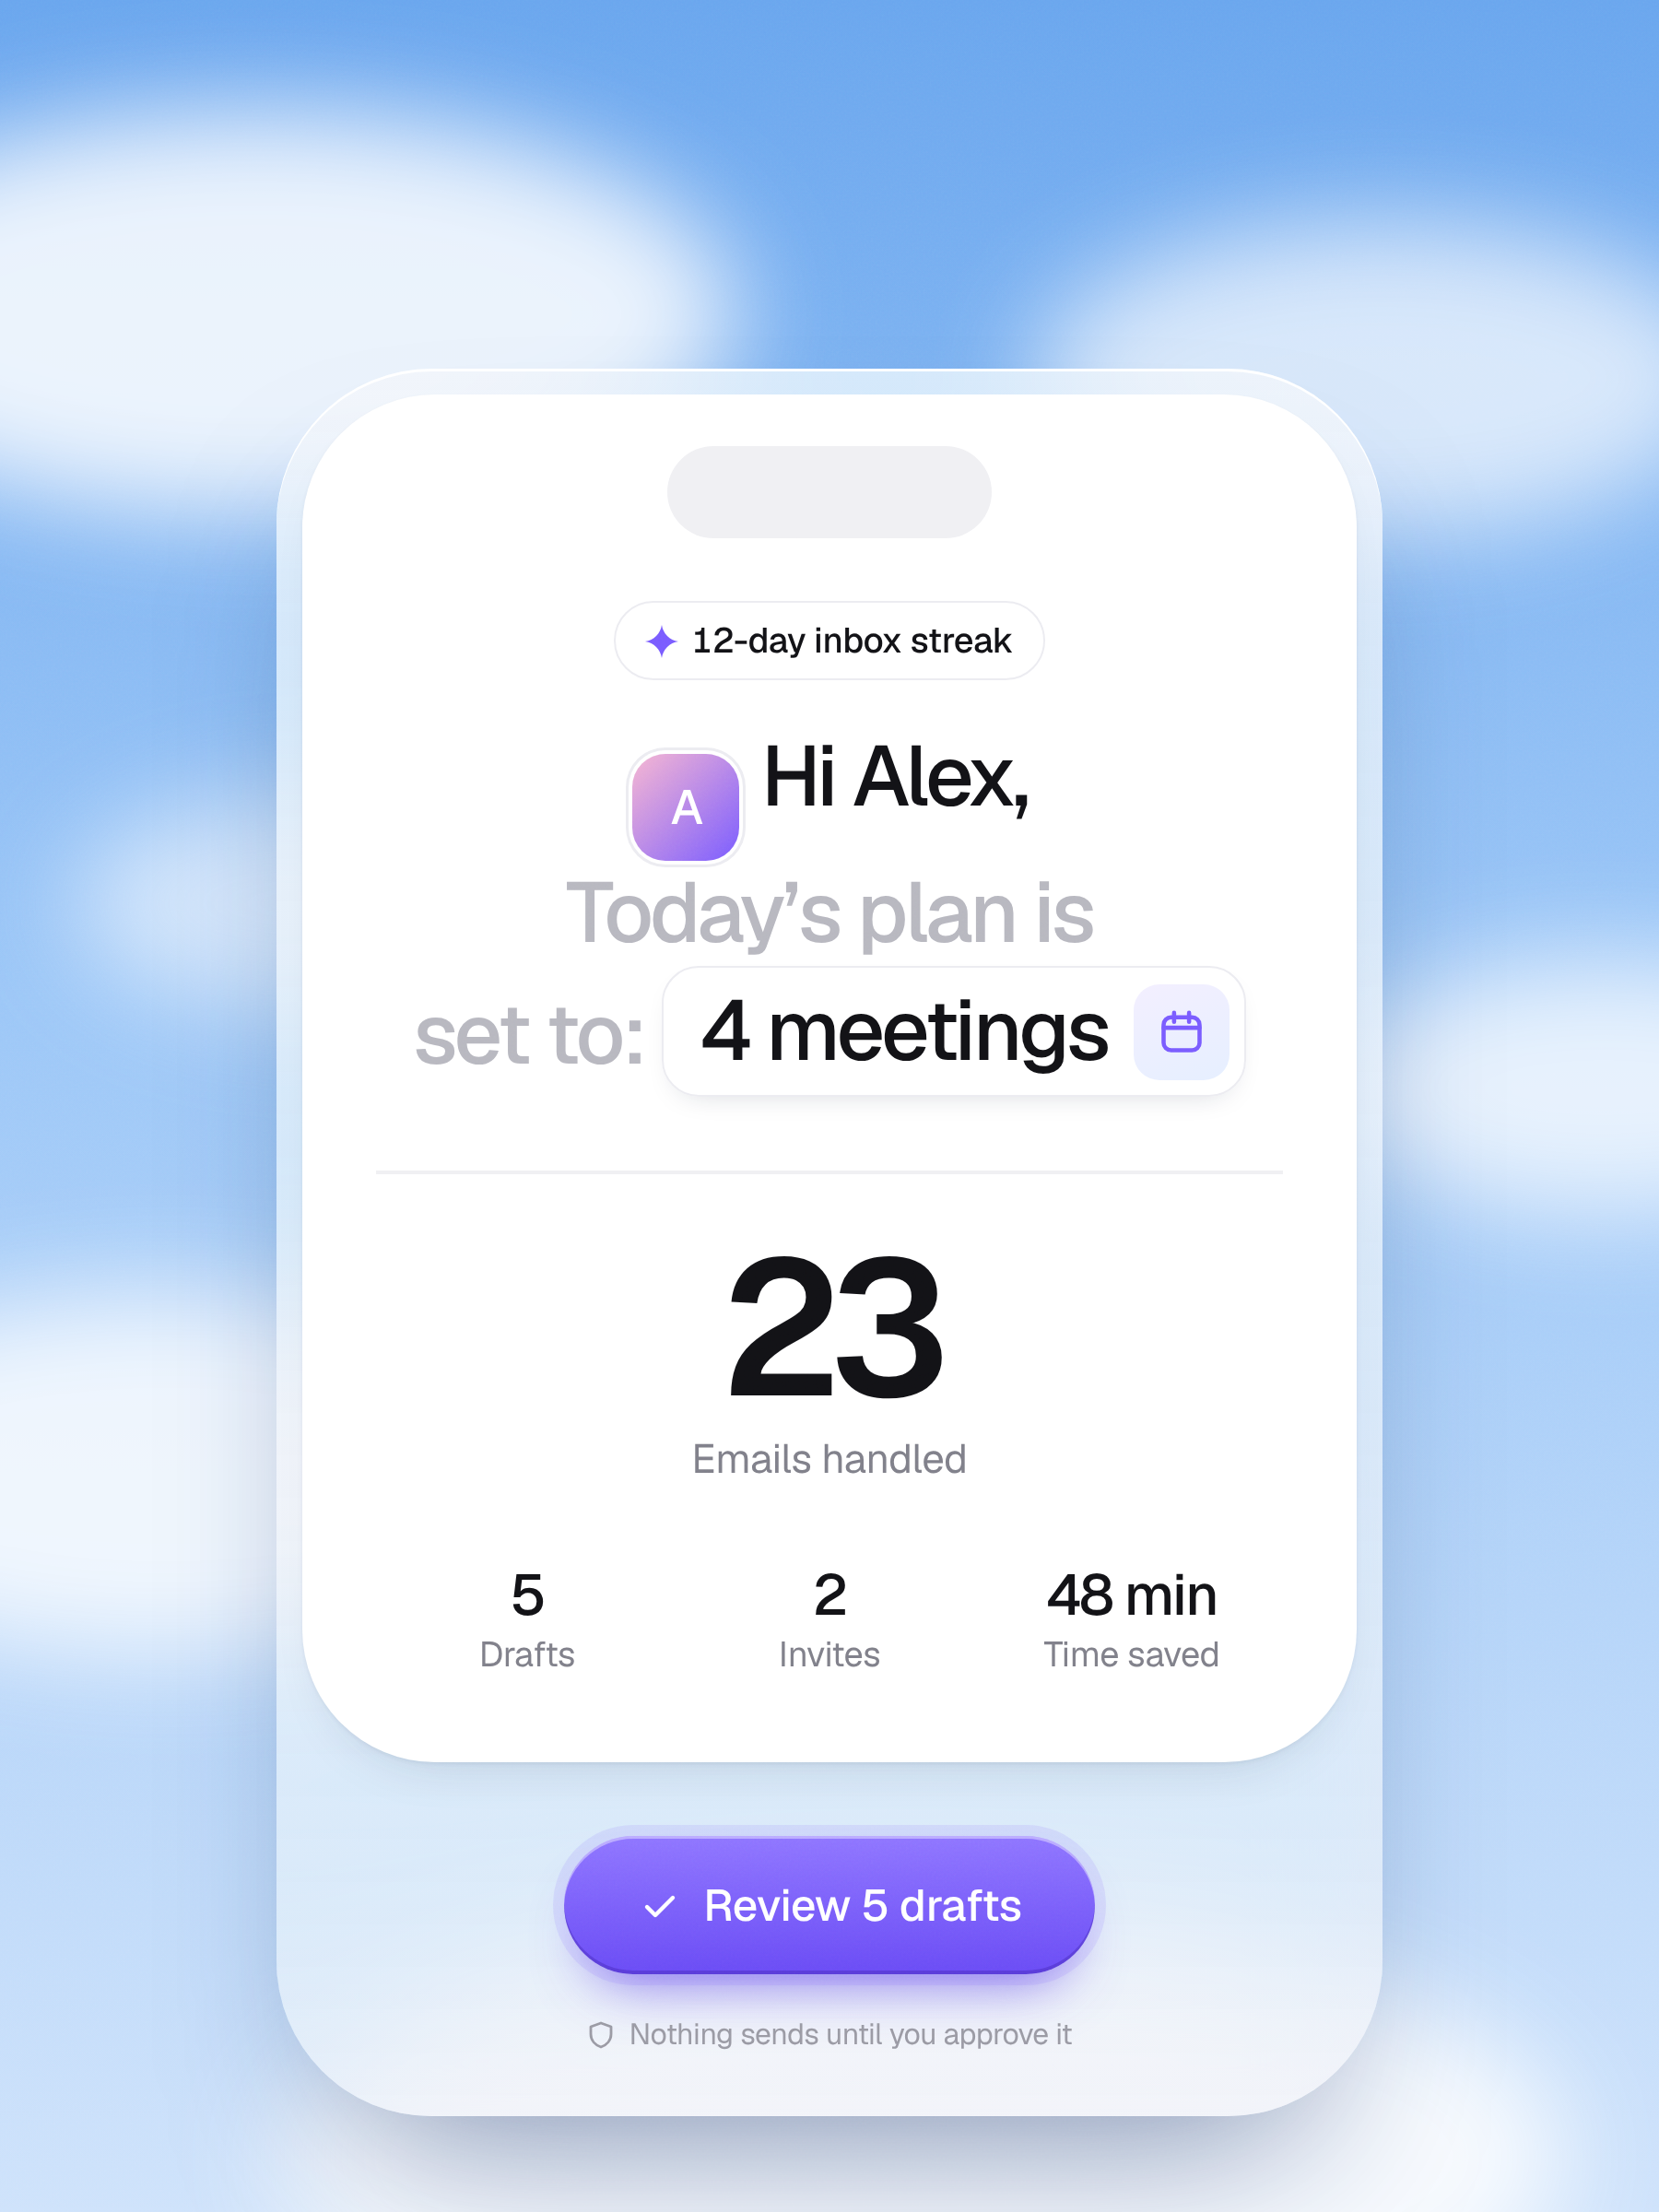 12-day inbox streak
A Hi Alex,
Today’s plan is
set to: 4 meetings
23
Emails handled
5 2 48 min
Drafts Invites Time saved
Review 5 drafts
Nothing sends until you approve it